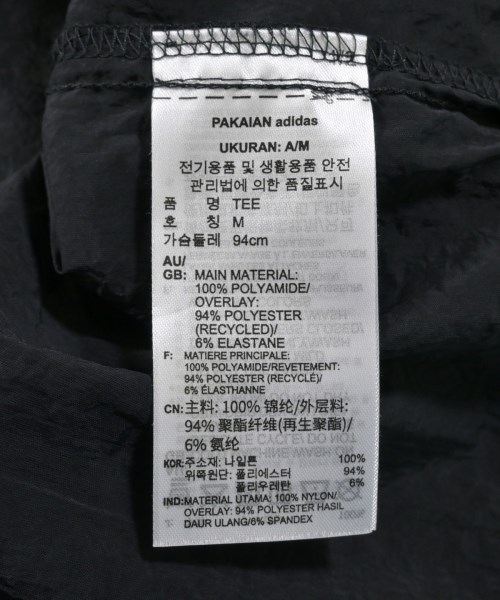 PAKAIAN adidas
UKURAN: A/M
전기용품 및 생활용품 안전
관리법에 의한 품질표시
품 명 TEE
호 칭 M
가슴둘레 94cm
AU/
GB: MAIN MATERIAL:
100% POLYAMIDE/
OVERLAY:
94% POLYESTER
(RECYCLED)/
6% ELASTANE
F: MATIERE PRINCIPALE:
100% POLYAMIDE/REVETEMENT:
94% POLYESTER (RECYCLÉ)/
6% ÉLASTHANNE
CN: 主料: 100% 锦纶/外层料:
94% 聚酯纤维(再生聚酯)/
6% 氨纶
KOR: 주소재: 나일론 100%
위쪽원단: 폴리에스터 94%
폴리우레탄 6%
IND: MATERIAL UTAMA: 100% NYLON/
OVERLAY: 94% POLYESTER HASIL
DAUR ULANG/6% SPANDEX